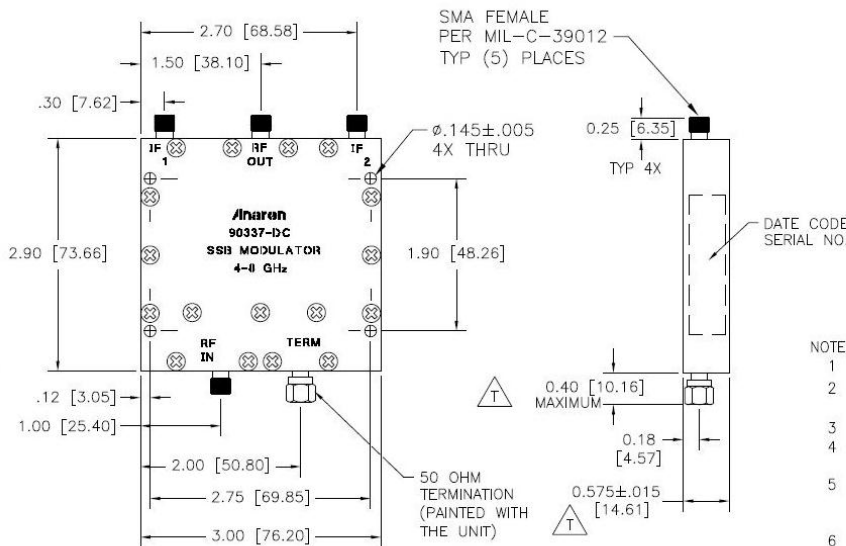 2.70 [68.58]
1.50 [38.10]
.30 [7.62]
SMA FEMALE
PER MIL-C-39012
TYP (5) PLACES
IF
1
RF
OUT
IF
2
ø.145±.005
4X THRU
0.25 [6.35]
TYP 4X
Anaren
90337-DC
SSB MODULATOR
4-8 GHz
2.90 [73.66]
1.90 [48.26]
DATE CODE
SERIAL NO.
RF
IN
TERM
.12 [3.05]
1.00 [25.40]
2.00 [50.80]
2.75 [69.85]
3.00 [76.20]
50 OHM
TERMINATION
(PAINTED WITH
THE UNIT)
T
0.40 [10.16]
MAXIMUM
0.18
[4.57]
0.575±.015
[14.61]
T
NOTE
1
2
3
4
5
6